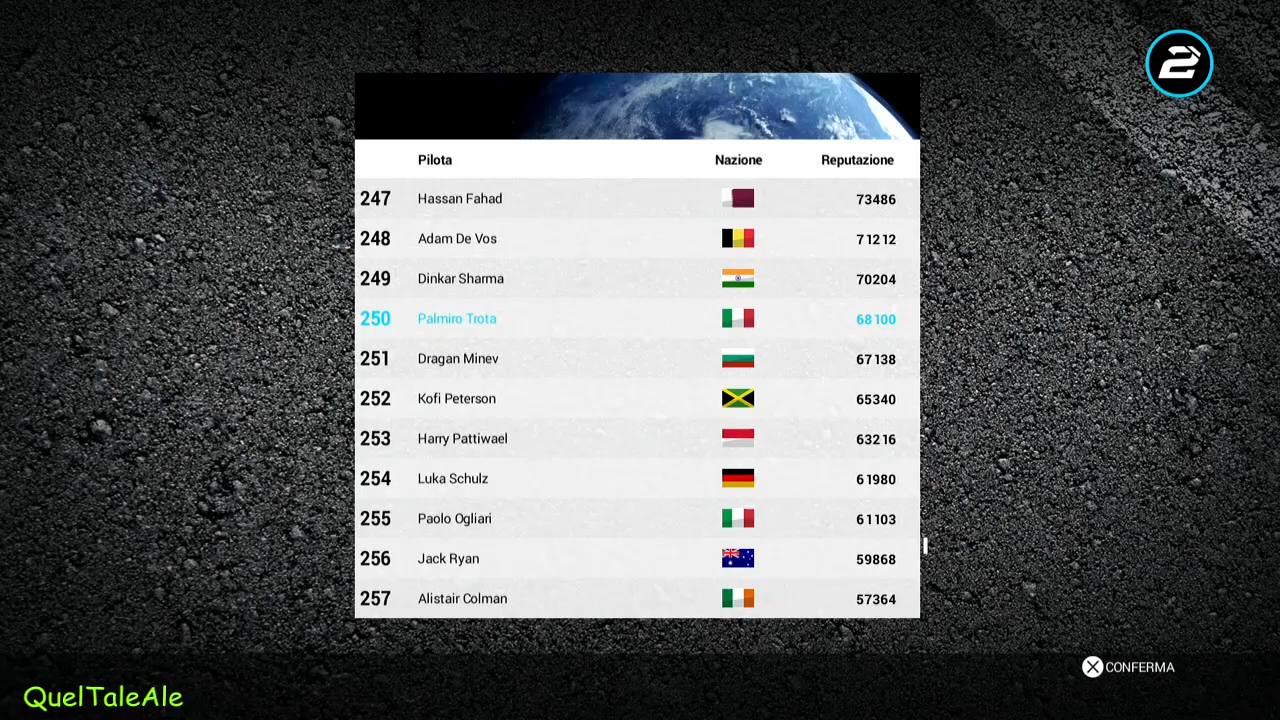 2
Pilota Nazione Reputazione
247 Hassan Fahad 73486
248 Adam De Vos 71212
249 Dinkar Sharma 70204
250 Palmiro Trota 68100
251 Dragan Minev 67138
252 Kofi Peterson 65340
253 Harry Pattiwael 63216
254 Luka Schulz 61980
255 Paolo Ogliari 61103
256 Jack Ryan 59868
257 Alistair Colman 57364
CONFERMA
QuelTaleAle